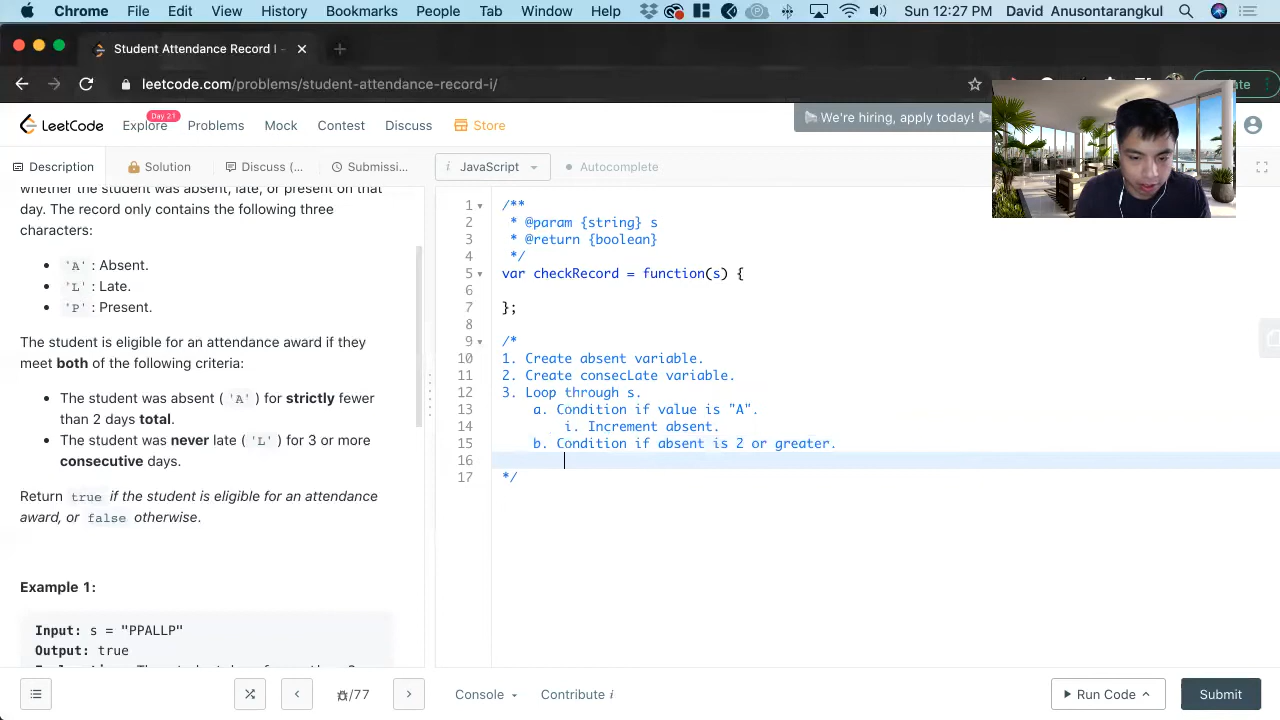 Chrome File Edit View History Bookmarks People Tab Window Help Sun 12:27 PM David Anusontarangkul
Student Attendance Record I -
leetcode.com/problems/student-attendance-record-i/
LeetCode Explore Day 21 Problems Mock Contest Discuss Store We're hiring, apply today!
Description Solution Discuss (... Submissi... i JavaScript Autocomplete
whether the student was absent, late, or present on that
day. The record only contains the following three
characters:
'A' : Absent.
'L' : Late.
'P' : Present.
The student is eligible for an attendance award if they
meet both of the following criteria:
The student was absent ( 'A' ) for strictly fewer
than 2 days total.
The student was never late ( 'L' ) for 3 or more
consecutive days.
Return true if the student is eligible for an attendance
award, or false otherwise.
Example 1:
Input: s = "PPALLP"
Output: true
1 /**
2 * @param {string} s
3 * @return {boolean}
4 */
5 var checkRecord = function(s) {
6
7 };
8
9 /*
10 1. Create absent variable.
11 2. Create consecLate variable.
12 3. Loop through s.
13 a. Condition if value is "A".
14 i. Increment absent.
15 b. Condition if absent is 2 or greater.
16
17 */
/77 Console Contribute i Run Code Submit